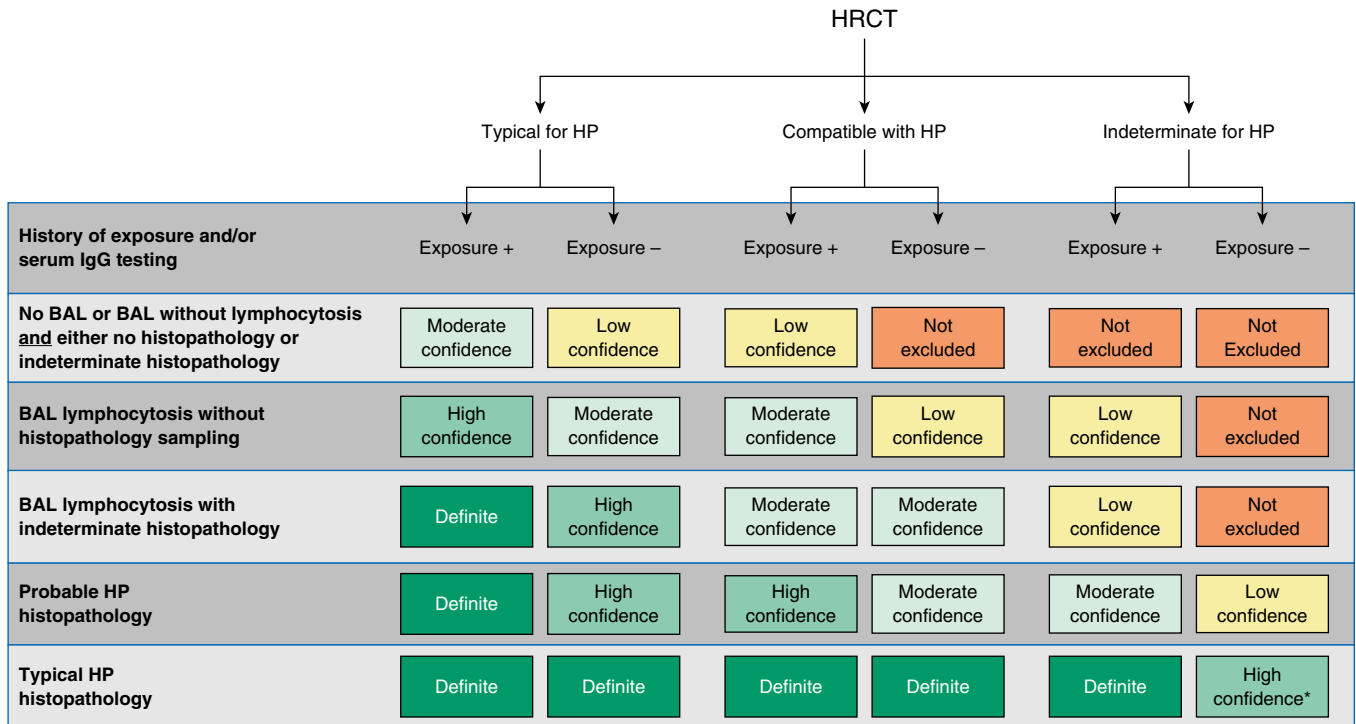 HRCT
Typical for HP
Compatible with HP
Indeterminate for HP
History of exposure and/or
serum IgG testing
Exposure +
Exposure –
Exposure +
Exposure –
Exposure +
Exposure –
No BAL or BAL without lymphocytosis
and either no histopathology or
indeterminate histopathology
Moderate
confidence
Low
confidence
Low
confidence
Not
excluded
Not
excluded
Not
Excluded
BAL lymphocytosis without
histopathology sampling
High
confidence
Moderate
confidence
Moderate
confidence
Low
confidence
Low
confidence
Not
excluded
BAL lymphocytosis with
indeterminate histopathology
Definite
High
confidence
Moderate
confidence
Moderate
confidence
Low
confidence
Not
excluded
Probable HP
histopathology
Definite
High
confidence
High
confidence
Moderate
confidence
Moderate
confidence
Low
confidence
Typical HP
histopathology
Definite
Definite
Definite
Definite
Definite
High
confidence*